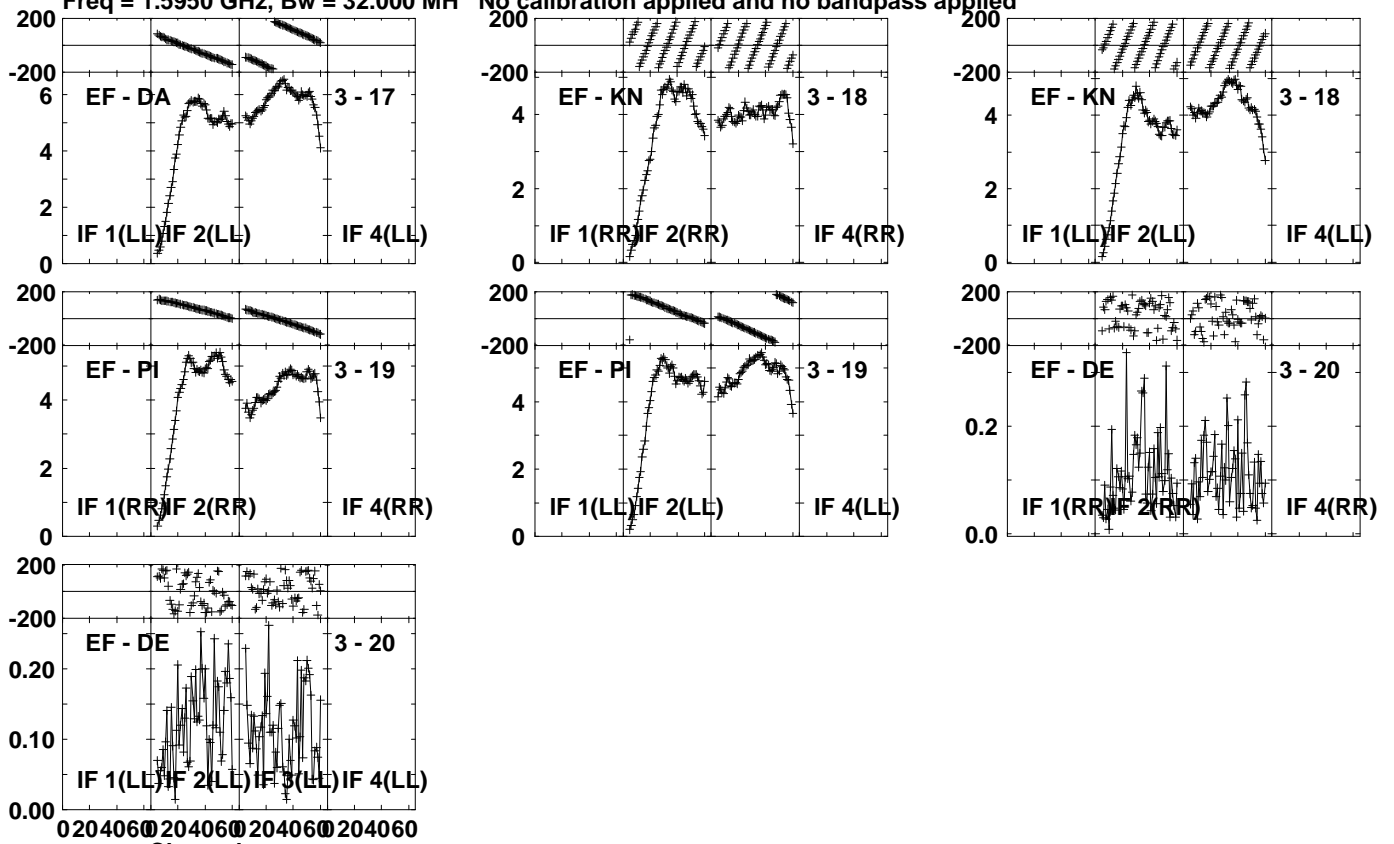 Freq = 1.5950 GHz, Bw = 32.000 MH No calibration applied and no bandpass applied
200
-200
EF - DA 3 - 17
6
4
2
0
IF 1(LL) IF 2(LL) IF 4(LL)
200
-200
EF - KN 3 - 18
4
2
0
IF 1(RR) IF 2(RR) IF 4(RR)
200
-200
EF - KN 3 - 18
4
2
0
IF 1(LL) IF 2(LL) IF 4(LL)
200
-200
EF - PI 3 - 19
4
2
0
IF 1(RR) IF 2(RR) IF 4(RR)
200
-200
EF - PI 3 - 19
4
2
0
IF 1(LL) IF 2(LL) IF 4(LL)
200
-200
EF - DE 3 - 20
0.2
0.0
IF 1(RR) IF 2(RR) IF 4(RR)
200
-200
EF - DE 3 - 20
0.20
0.10
0.00
IF 1(LL) IF 2(LL) IF 3(LL) IF 4(LL)
0 20 40 60 0 20 40 60 0 20 40 60 0 20 40 60